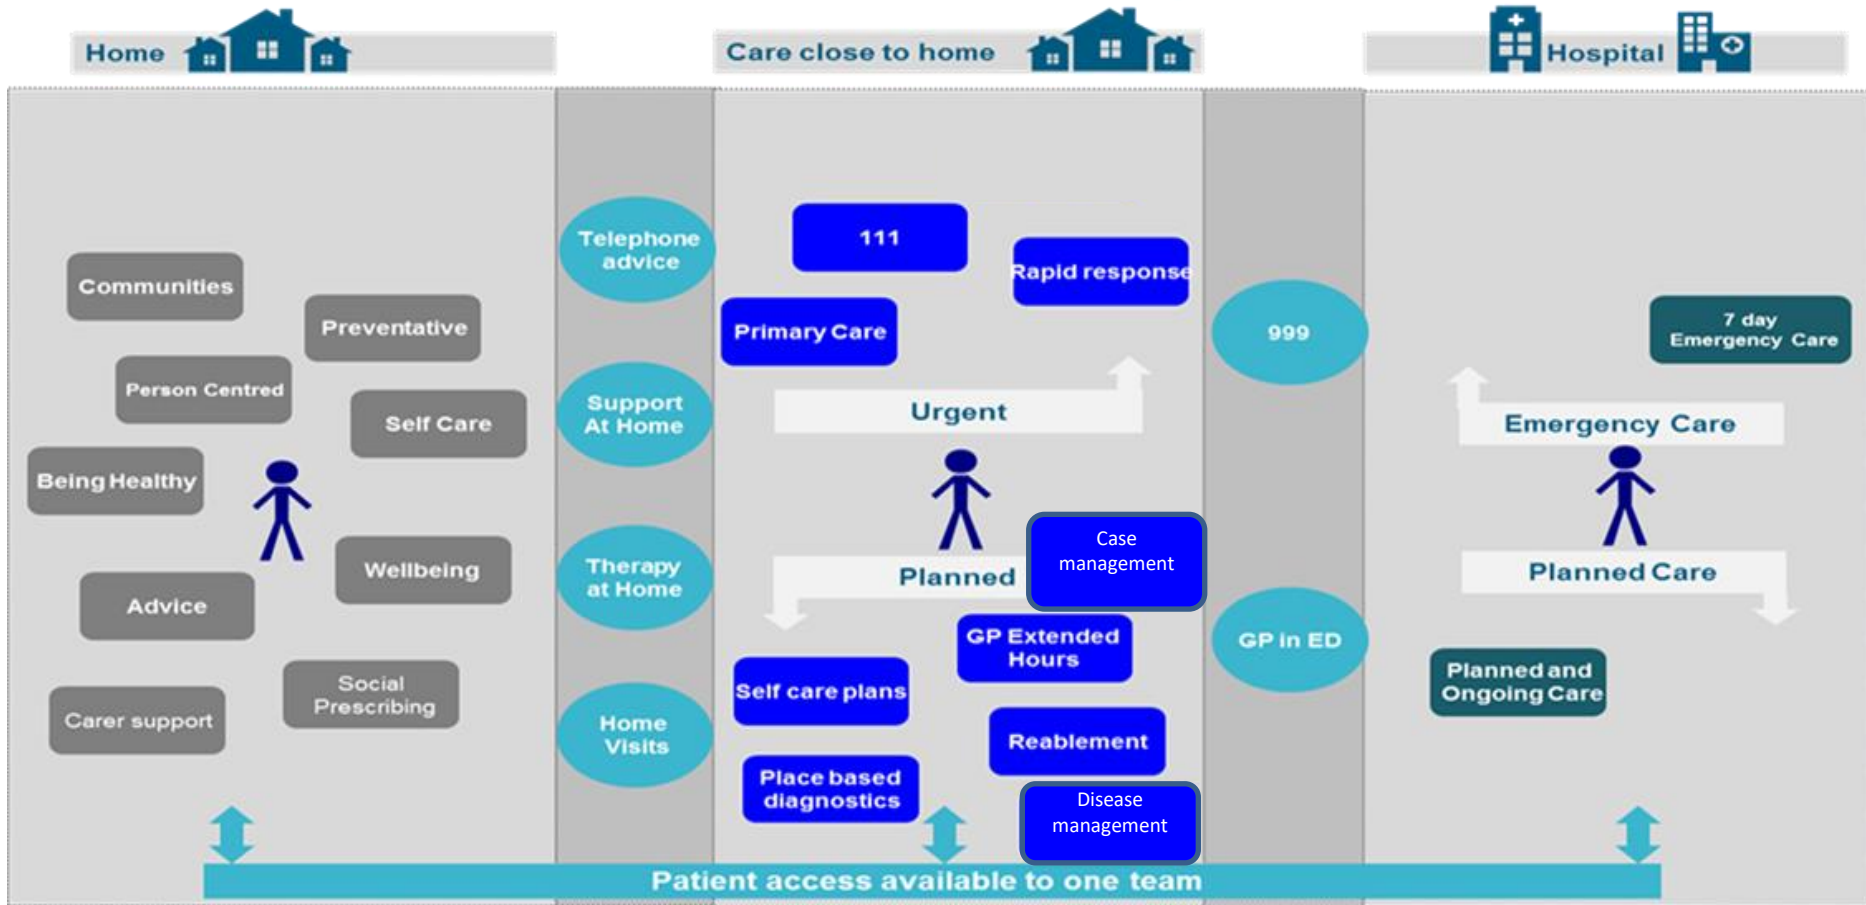 Home
Care close to home
Hospital
Communities
Preventative
Person Centred
Self Care
Being Healthy
Wellbeing
Advice
Social
Prescribing
Carer support
Telephone
advice
Support
At Home
Therapy
at Home
Home
Visits
111
Rapid response
Primary Care
Urgent
Planned
Case
management
GP Extended
Hours
Self care plans
Reablement
Place based
diagnostics
Disease
management
999
GP in ED
7 day
Emergency Care
Emergency Care
Planned Care
Planned and
Ongoing Care
Patient access available to one team